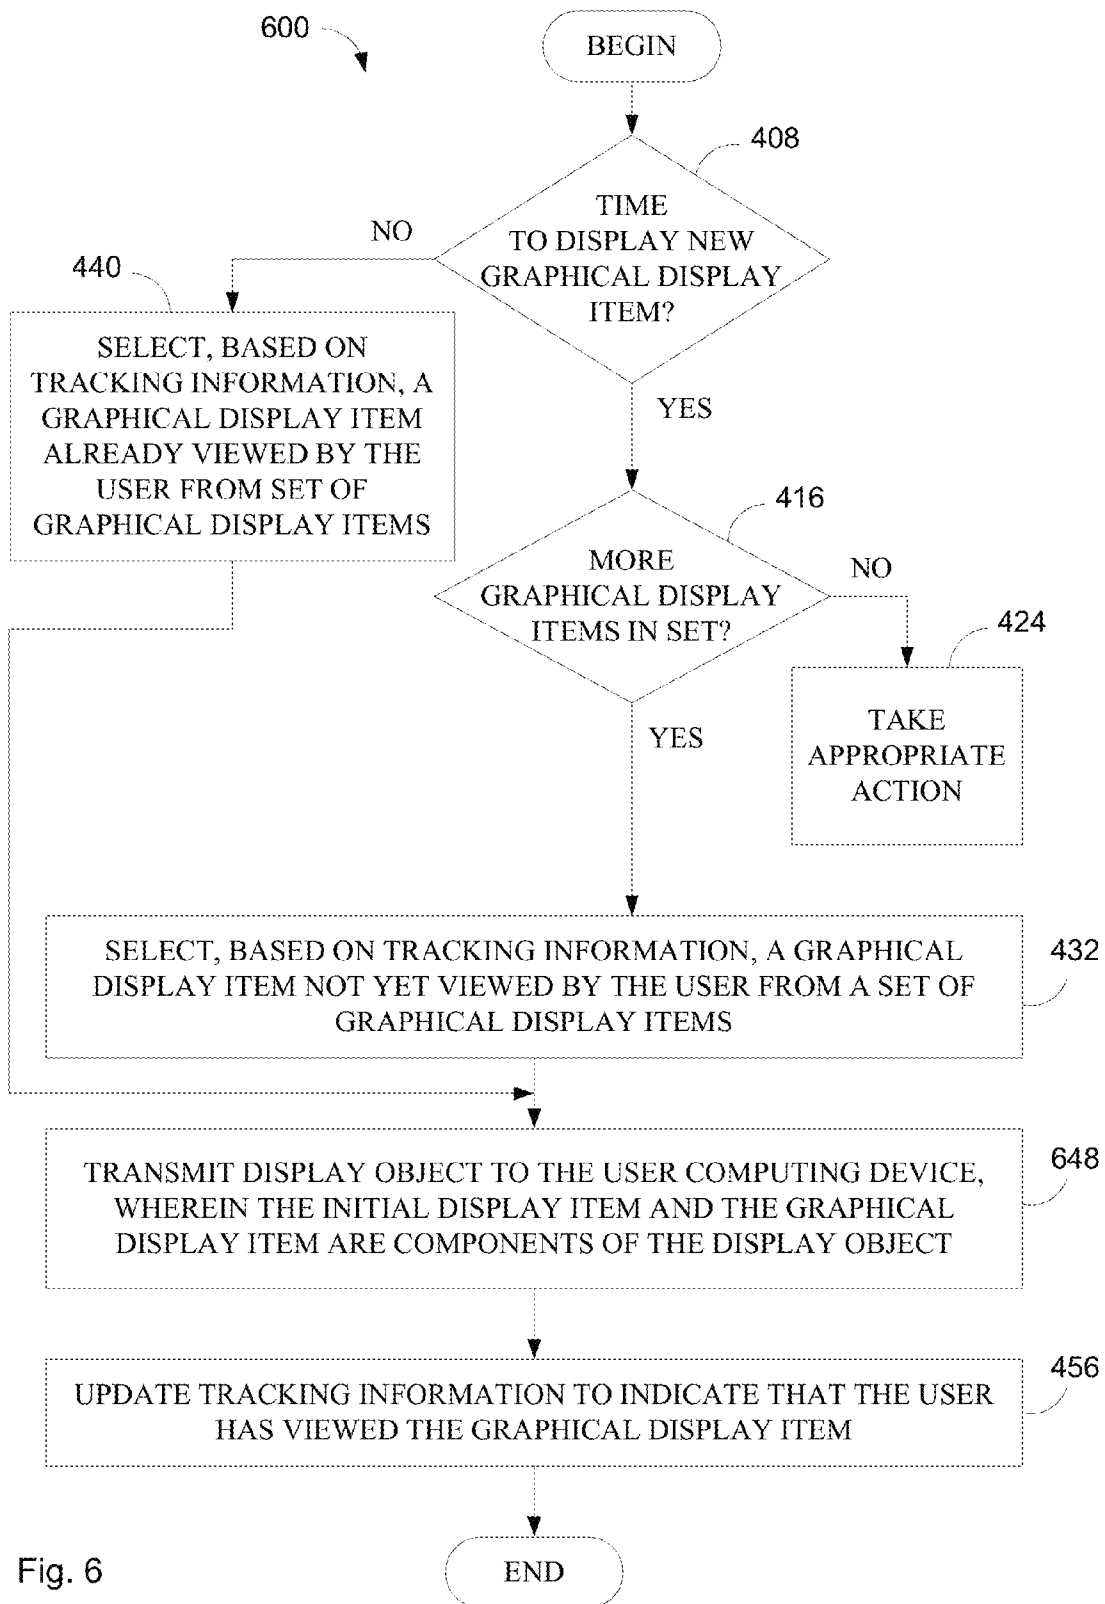 600
BEGIN
408
TIME
TO DISPLAY NEW
GRAPHICAL DISPLAY
ITEM?
NO
440
SELECT, BASED ON
TRACKING INFORMATION, A
GRAPHICAL DISPLAY ITEM
ALREADY VIEWED BY THE
USER FROM SET OF
GRAPHICAL DISPLAY ITEMS
YES
416
MORE
GRAPHICAL DISPLAY
ITEMS IN SET?
NO
424
TAKE
APPROPRIATE
ACTION
YES
SELECT, BASED ON TRACKING INFORMATION, A GRAPHICAL
DISPLAY ITEM NOT YET VIEWED BY THE USER FROM A SET OF
GRAPHICAL DISPLAY ITEMS
432
TRANSMIT DISPLAY OBJECT TO THE USER COMPUTING DEVICE,
WHEREIN THE INITIAL DISPLAY ITEM AND THE GRAPHICAL
DISPLAY ITEM ARE COMPONENTS OF THE DISPLAY OBJECT
648
UPDATE TRACKING INFORMATION TO INDICATE THAT THE USER
HAS VIEWED THE GRAPHICAL DISPLAY ITEM
456
END
Fig. 6